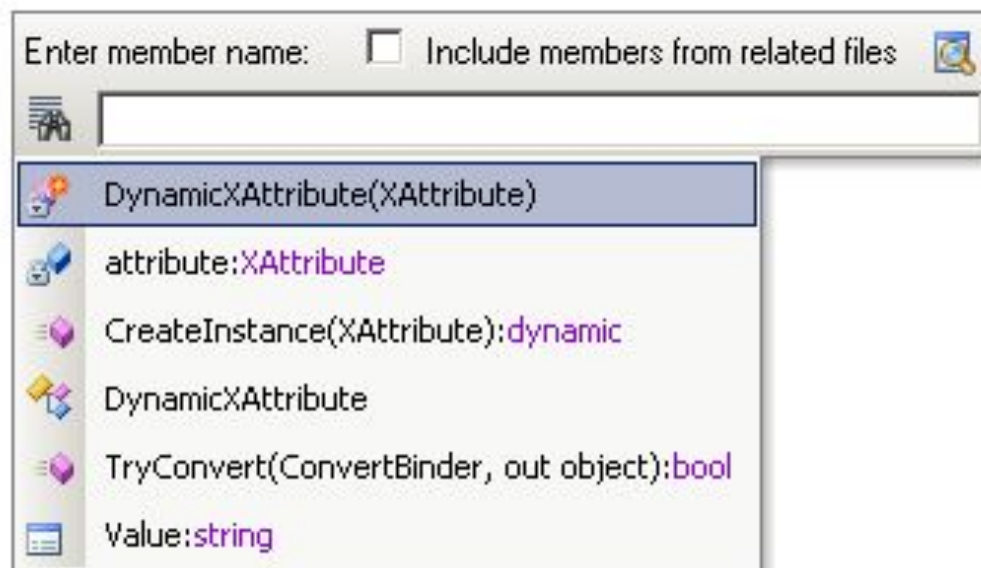 Enter member name: Include members from related files
DynamicXAttribute(XAttribute)
attribute:XAttribute
CreateInstance(XAttribute):dynamic
DynamicXAttribute
TryConvert(ConvertBinder, out object):bool
Value:string